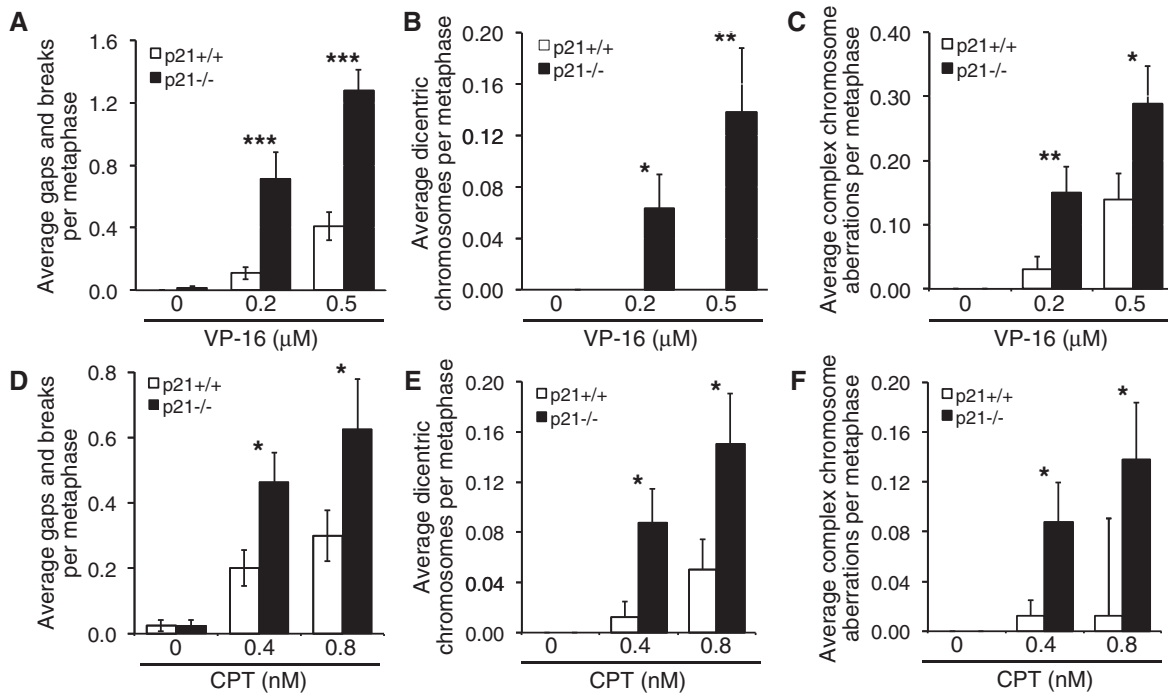 A
Average gaps and breaks
per metaphase
1.6
1.2
0.8
0.4
0.0
p21+/+
p21-/-
***
***
0
0.2
0.5
VP-16 (μM)
B
Average dicentric
chromosomes per metaphase
0.20
0.16
0.12
0.08
0.04
0.00
p21+/+
p21-/-
*
**
0
0.2
0.5
VP-16 (μM)
C
Average complex chromosome
aberrations per metaphase
0.40
0.30
0.20
0.10
0.00
p21+/+
p21-/-
**
*
0
0.2
0.5
VP-16 (μM)
D
Average gaps and breaks
per metaphase
0.8
0.6
0.4
0.2
0.0
p21+/+
p21-/-
*
*
0
0.4
0.8
CPT (nM)
E
Average dicentric
chromosomes per metaphase
0.20
0.16
0.12
0.08
0.04
0.00
p21+/+
p21-/-
*
*
0
0.4
0.8
CPT (nM)
F
Average complex chromosome
aberrations per metaphase
0.20
0.16
0.12
0.08
0.04
0.00
p21+/+
p21-/-
*
*
0
0.4
0.8
CPT (nM)